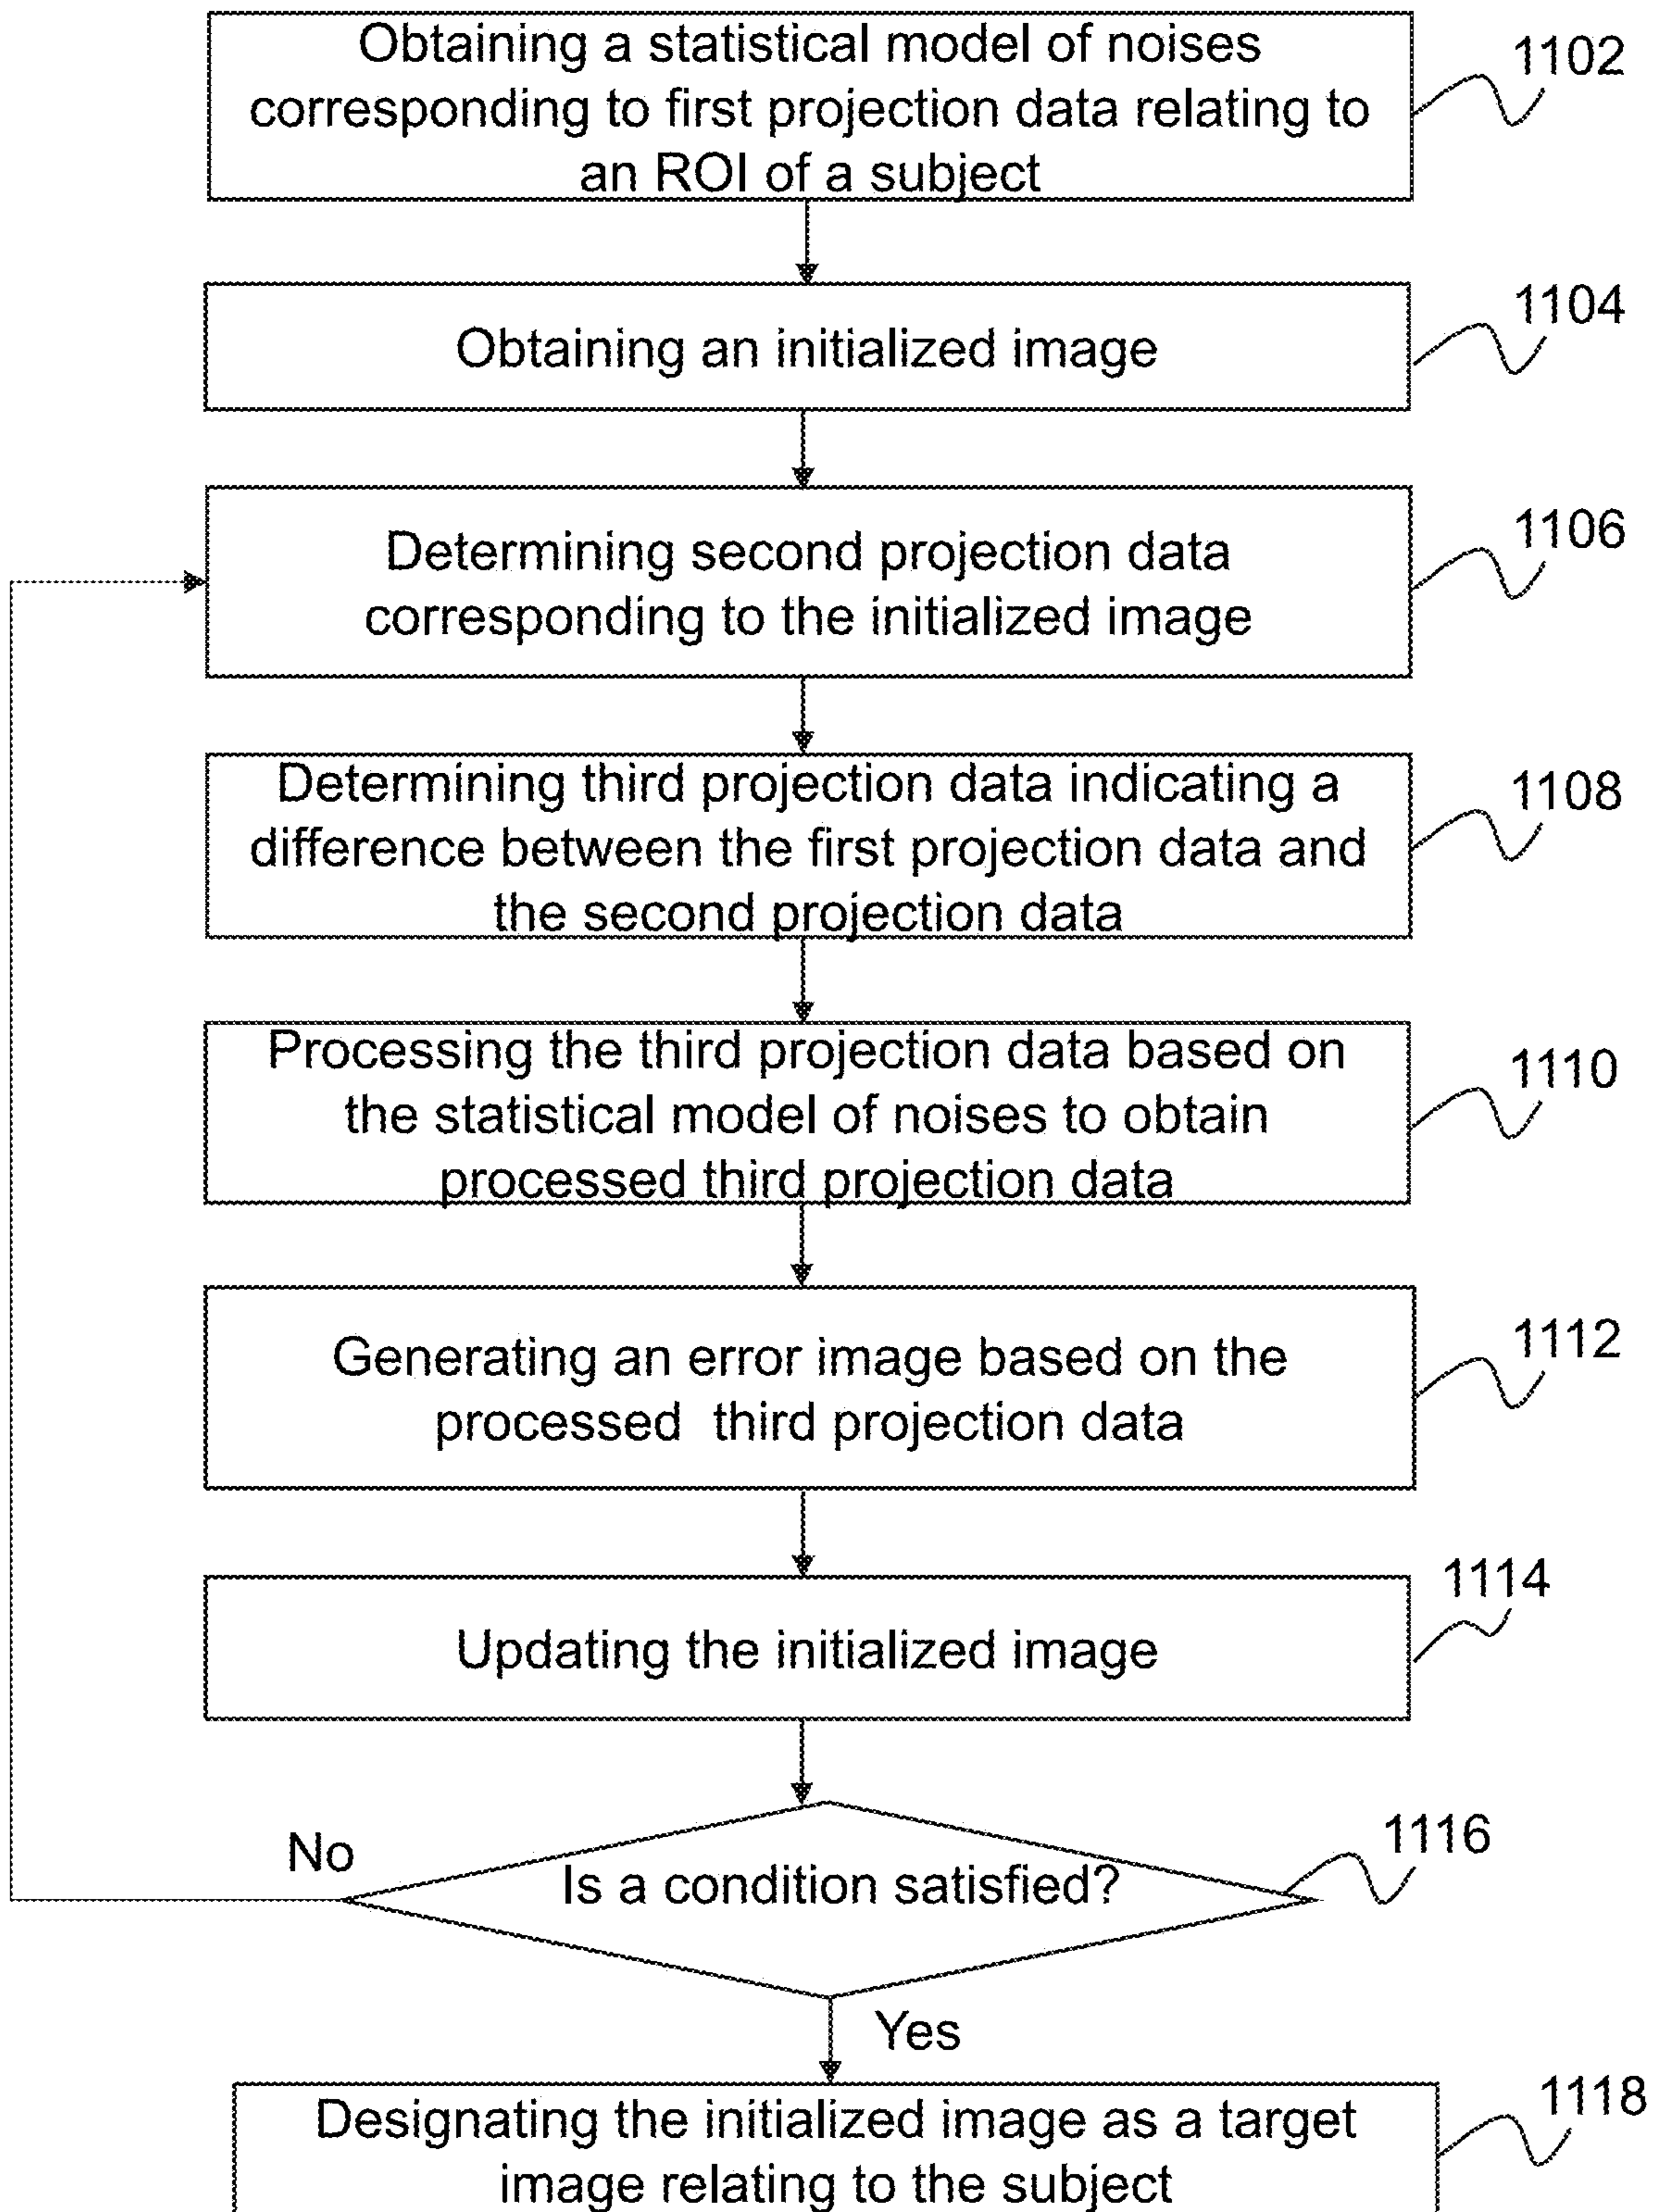 Obtaining a statistical model of noises
corresponding to first projection data relating to
an ROI of a subject
1102
Obtaining an initialized image
1104
Determining second projection data
corresponding to the initialized image
1106
Determining third projection data indicating a
difference between the first projection data and
the second projection data
1108
Processing the third projection data based on
the statistical model of noises to obtain
processed third projection data
1110
Generating an error image based on the
processed third projection data
1112
Updating the initialized image
1114
No
Is a condition satisfied?
1116
Yes
Designating the initialized image as a target
image relating to the subject
1118